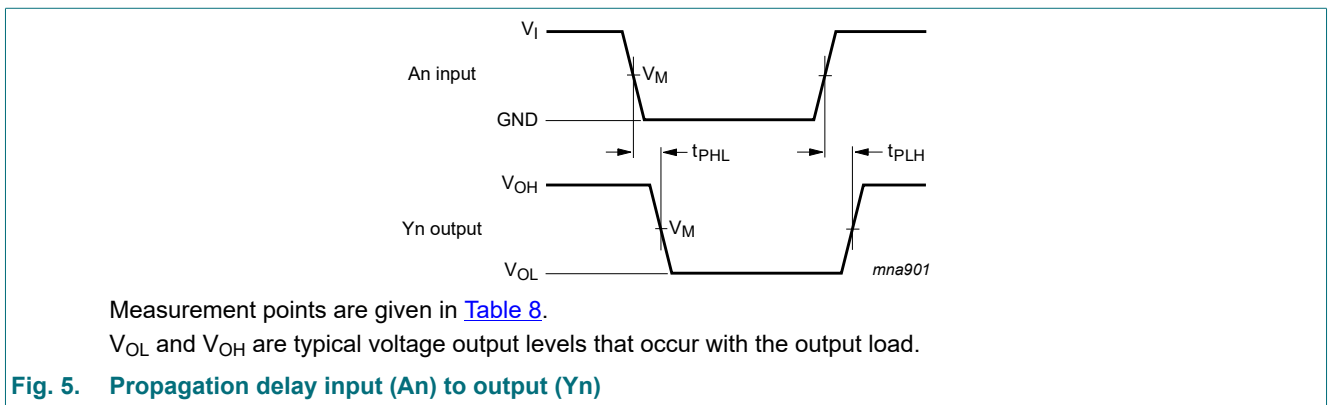 V_I
An input
V_M
GND
t_PHL
t_PLH
V_OH
Yn output
V_M
V_OL
mna901
Measurement points are given in Table 8.
V_OL and V_OH are typical voltage output levels that occur with the output load.
Fig. 5. Propagation delay input (An) to output (Yn)